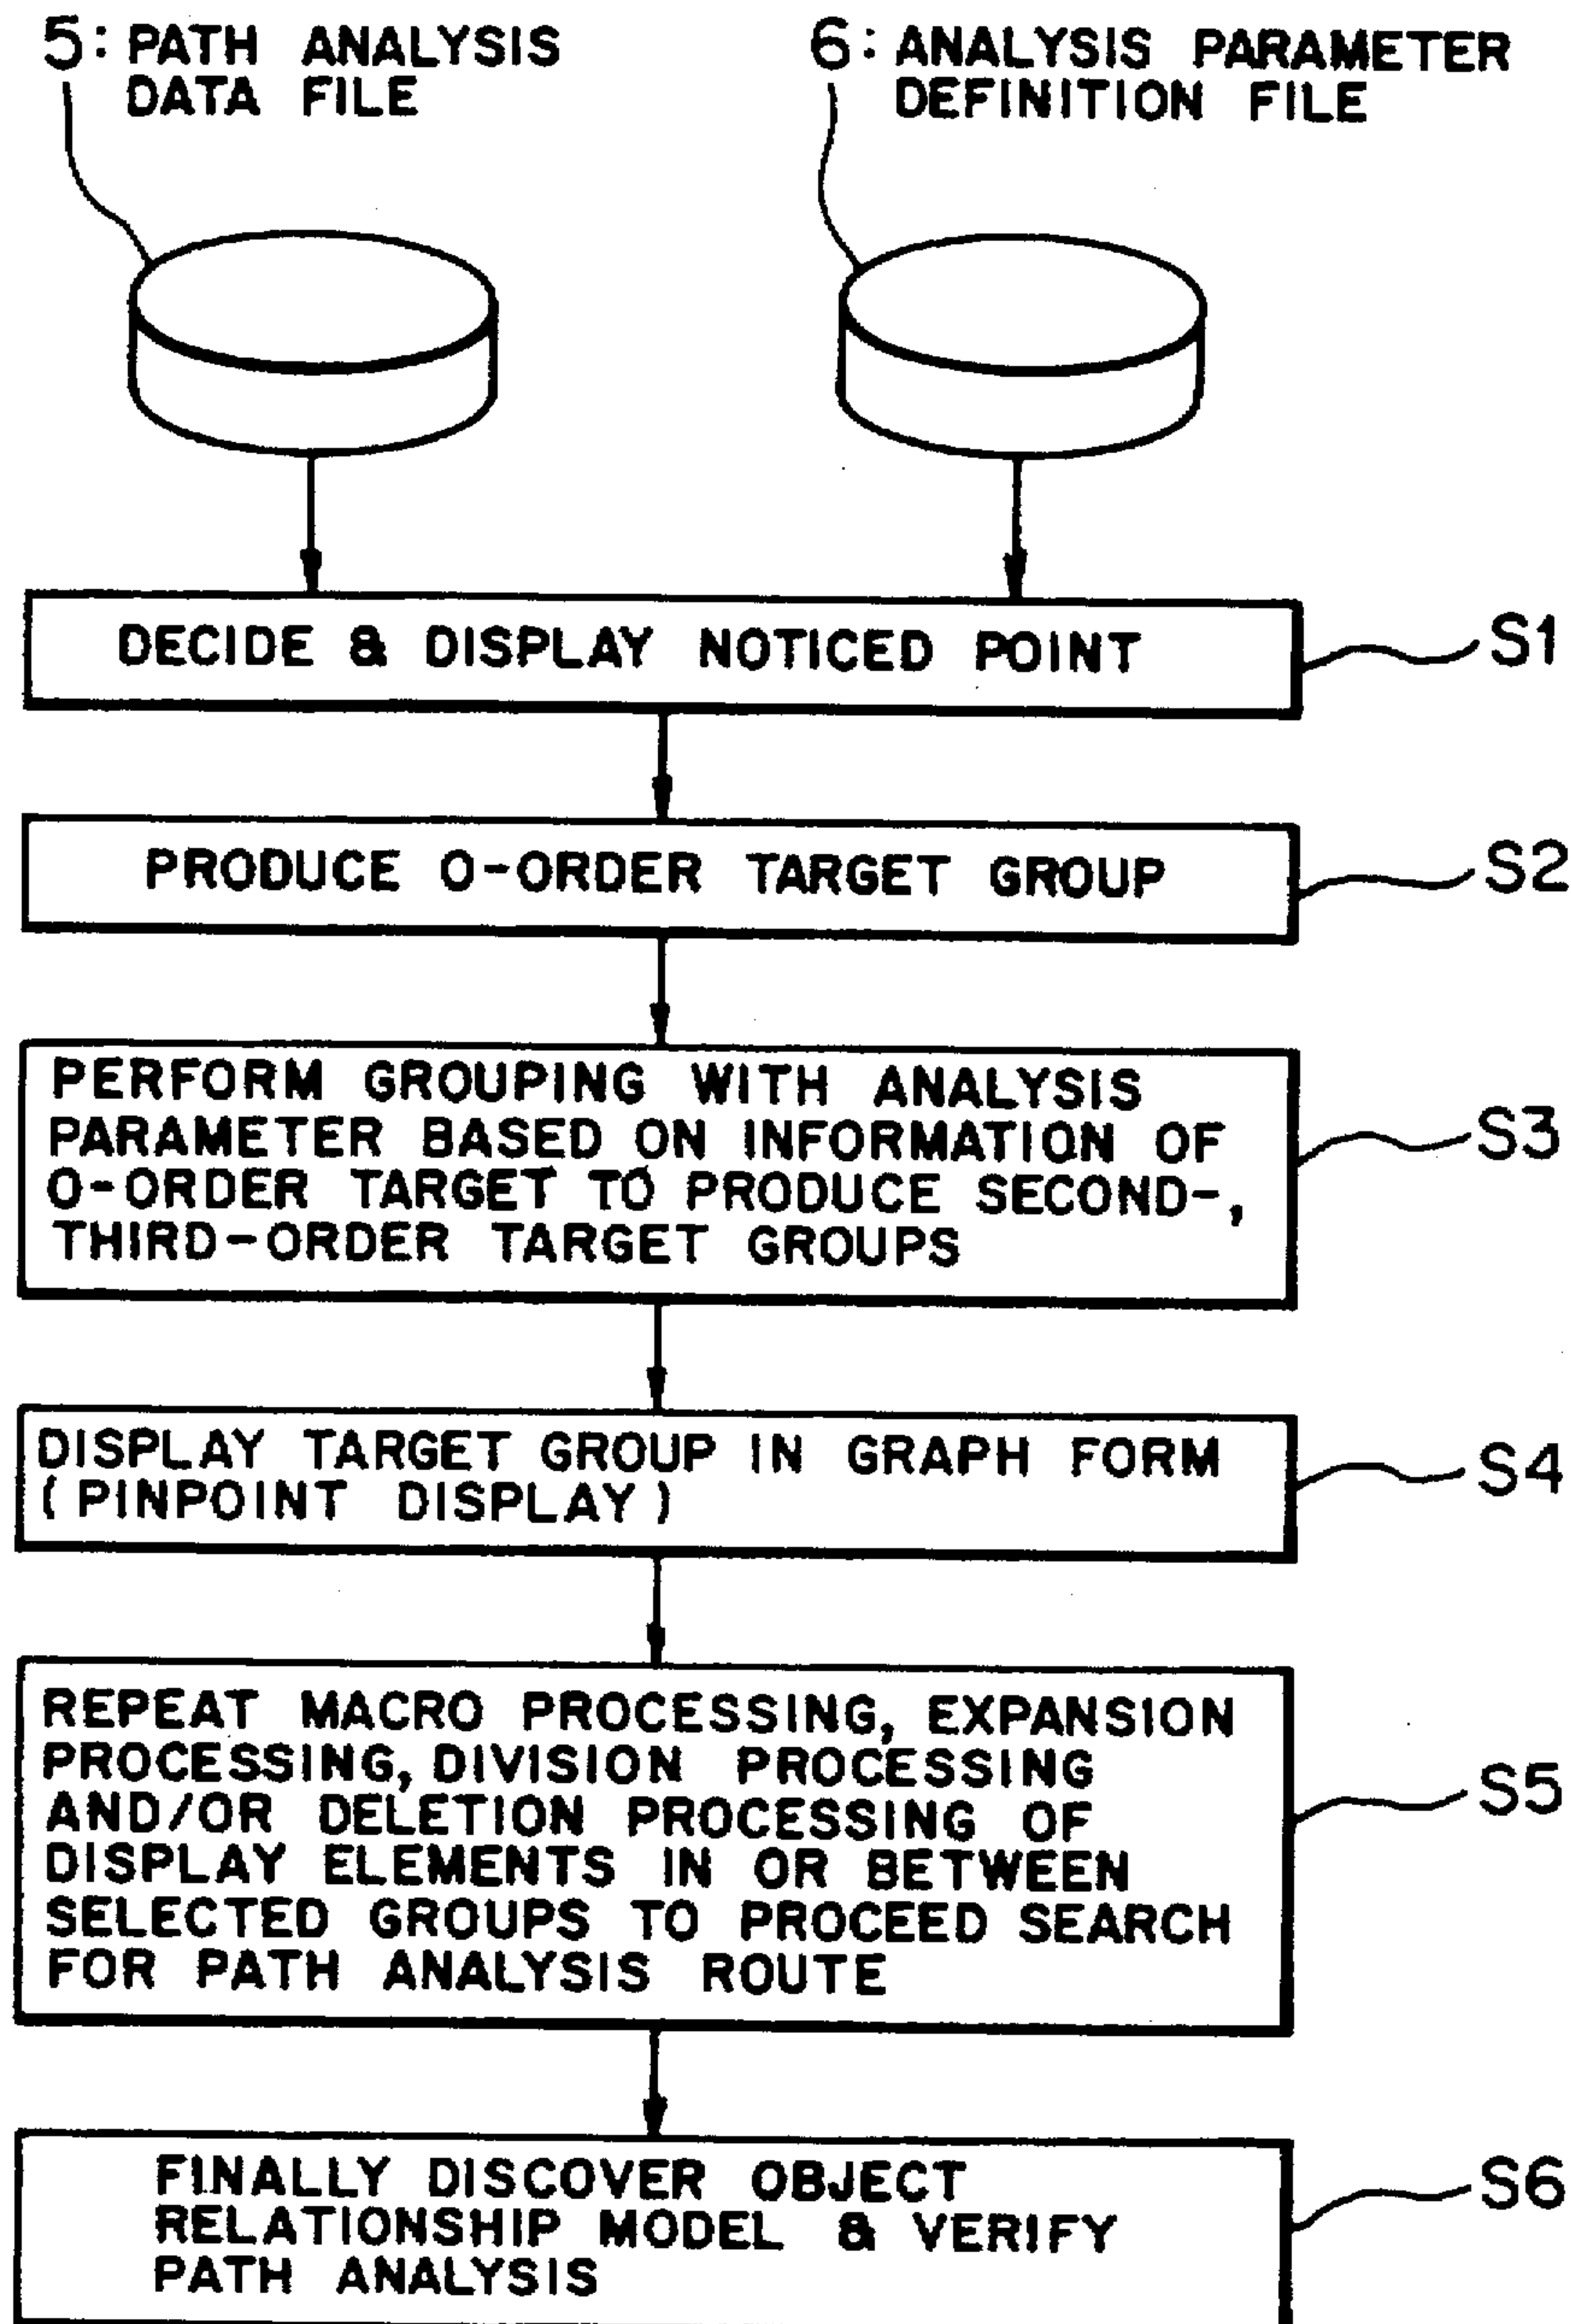 5: PATH ANALYSIS
DATA FILE
6: ANALYSIS PARAMETER
DEFINITION FILE
DECIDE & DISPLAY NOTICED POINT
S1
PRODUCE 0-ORDER TARGET GROUP
S2
PERFORM GROUPING WITH ANALYSIS
PARAMETER BASED ON INFORMATION OF
0-ORDER TARGET TO PRODUCE SECOND-,
THIRD-ORDER TARGET GROUPS
S3
DISPLAY TARGET GROUP IN GRAPH FORM
(PINPOINT DISPLAY)
S4
REPEAT MACRO PROCESSING, EXPANSION
PROCESSING, DIVISION PROCESSING
AND/OR DELETION PROCESSING OF
DISPLAY ELEMENTS IN OR BETWEEN
SELECTED GROUPS TO PROCEED SEARCH
FOR PATH ANALYSIS ROUTE
S5
FINALLY DISCOVER OBJECT
RELATIONSHIP MODEL & VERIFY
PATH ANALYSIS
S6